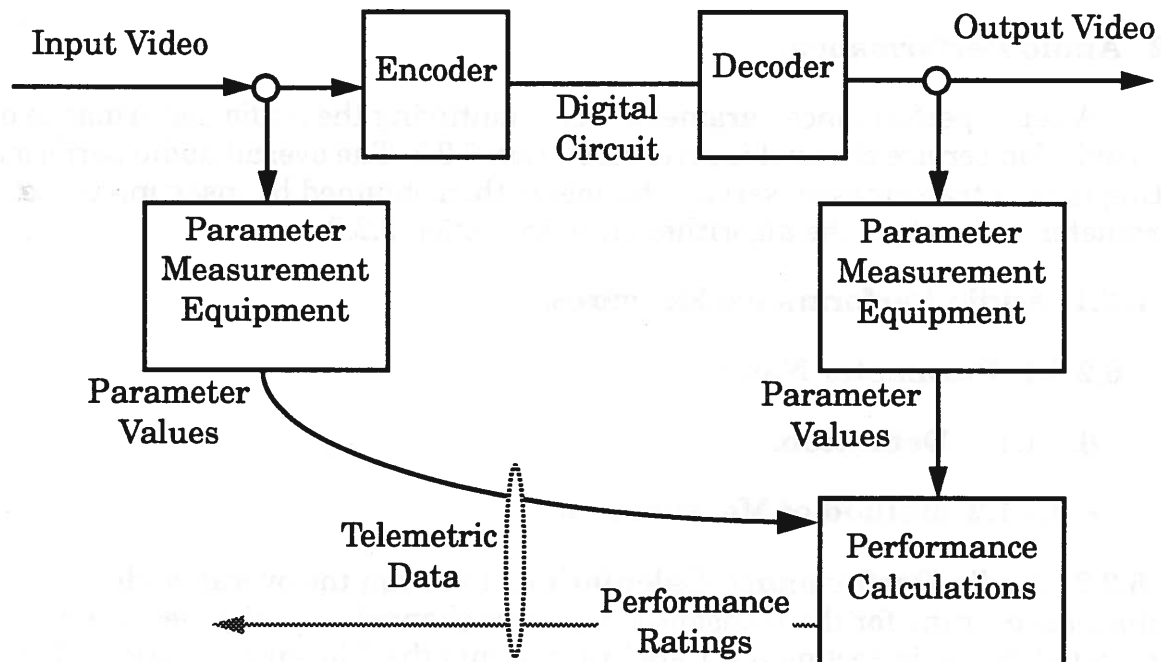 Input Video
Output Video
Encoder
Decoder
Digital
Circuit
Parameter
Measurement
Equipment
Parameter
Measurement
Equipment
Parameter
Values
Parameter
Values
Telemetric
Data
Performance
Calculations
Performance
Ratings